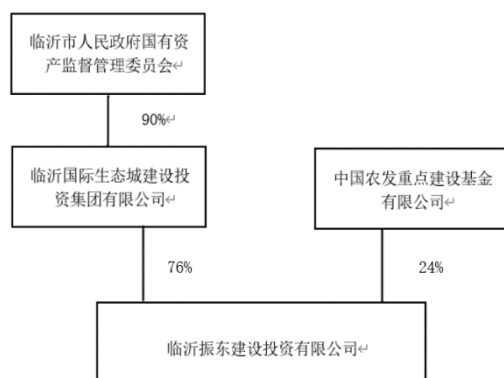 临沂市人民政府国有资
产监督管理委员会↵
90%↵
临沂国际生态城建设投
资集团有限公司↵
中国农发重点建设基金
有限公司↵
76%
24%
临沂振东建设投资有限公司↵